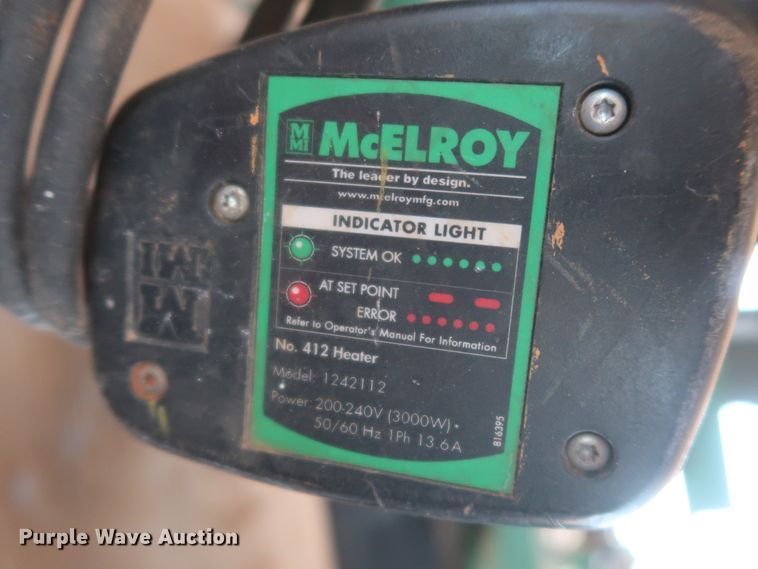 M
MI
McELROY
The leader by design.
www.mcelroymfg.com
INDICATOR LIGHT
SYSTEM OK
AT SET POINT
ERROR
Refer to Operator's Manual For Information
No. 412 Heater
Model: 1242112
Power: 200-240V (3000W)
50/60 Hz 1Ph 13.6A
816395
M
MI
Purple Wave Auction®